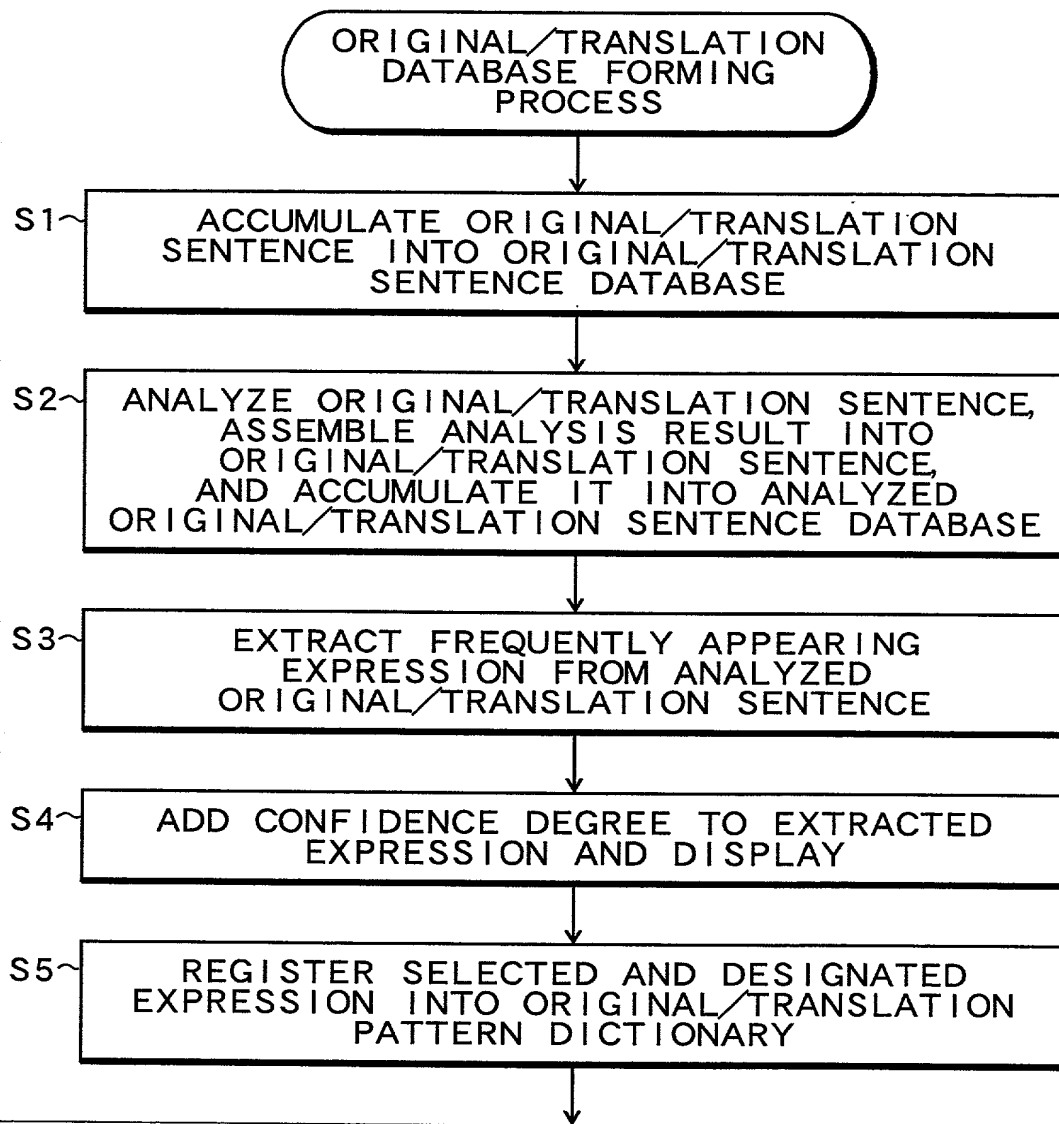 ORIGINAL/TRANSLATION
DATABASE FORMING
PROCESS
S1~
ACCUMULATE ORIGINAL/TRANSLATION
SENTENCE INTO ORIGINAL/TRANSLATION
SENTENCE DATABASE
S2~
ANALYZE ORIGINAL/TRANSLATION SENTENCE,
ASSEMBLE ANALYSIS RESULT INTO
ORIGINAL/TRANSLATION SENTENCE,
AND ACCUMULATE IT INTO ANALYZED
ORIGINAL/TRANSLATION SENTENCE DATABASE
S3~
EXTRACT FREQUENTLY APPEARING
EXPRESSION FROM ANALYZED
ORIGINAL/TRANSLATION SENTENCE
S4~
ADD CONFIDENCE DEGREE TO EXTRACTED
EXPRESSION AND DISPLAY
S5~
REGISTER SELECTED AND DESIGNATED
EXPRESSION INTO ORIGINAL/TRANSLATION
PATTERN DICTIONARY